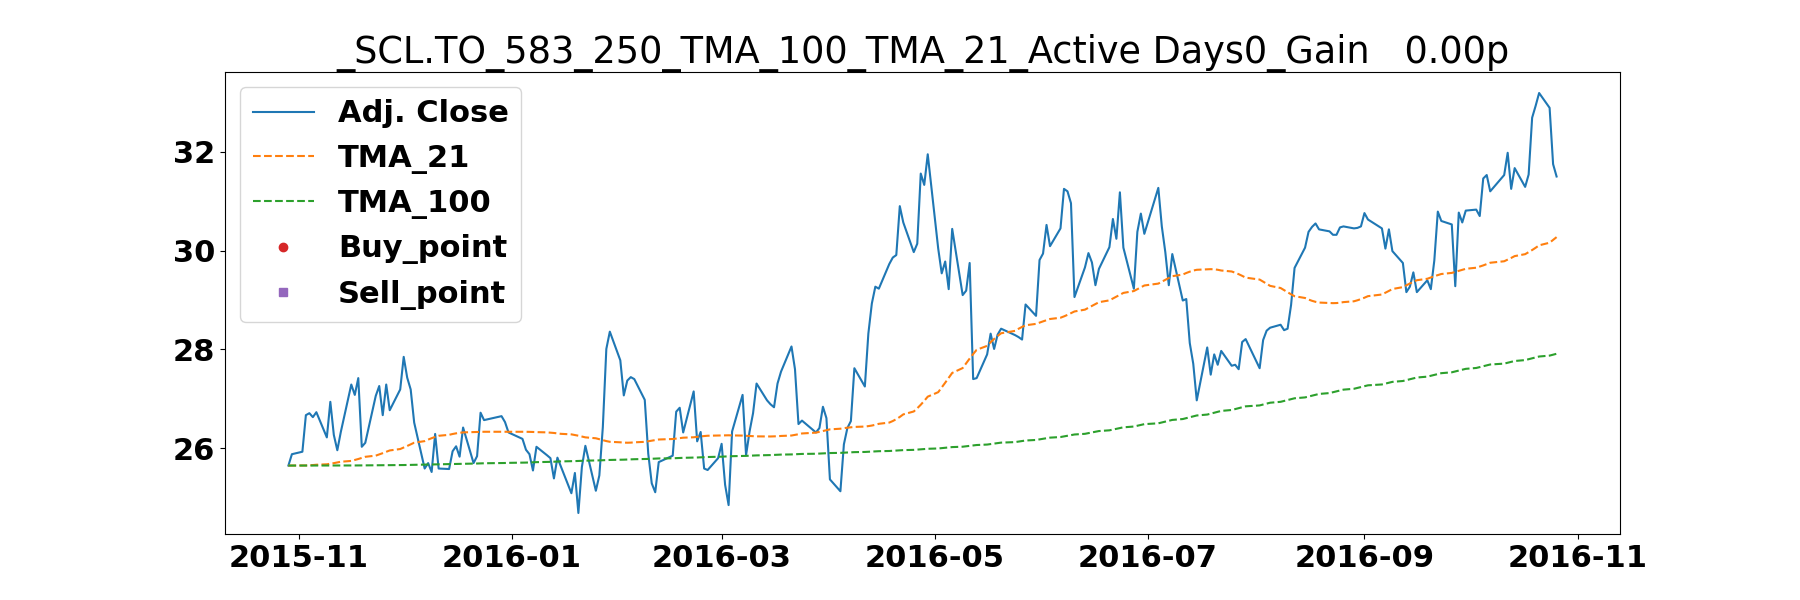 _SCL.TO_583_250_TMA_100_TMA_21_Active Days0_Gain   0.00p
Adj. Close
TMA_21
TMA_100
Buy_point
Sell_point
32
30
28
26
2015-11 2016-01 2016-03 2016-05 2016-07 2016-09 2016-11